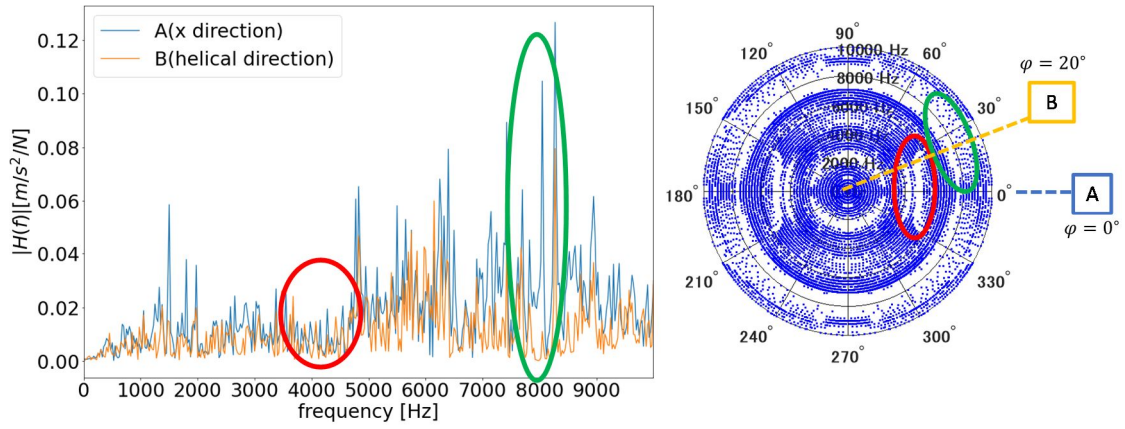 A(x direction)
B(helical direction)
0.12
0.10
0.08
0.06
0.04
0.02
0.00
|H(f)|[m/s²/N]
0 1000 2000 3000 4000 5000 6000 7000 8000 9000
frequency [Hz]
90°
120° 10000 Hz 60°
8000 Hz
150° 6000 Hz 30°
4000 Hz
2000 Hz
180° 0°
210° 330°
240° 300°
270°
φ = 20°
B
A
φ = 0°